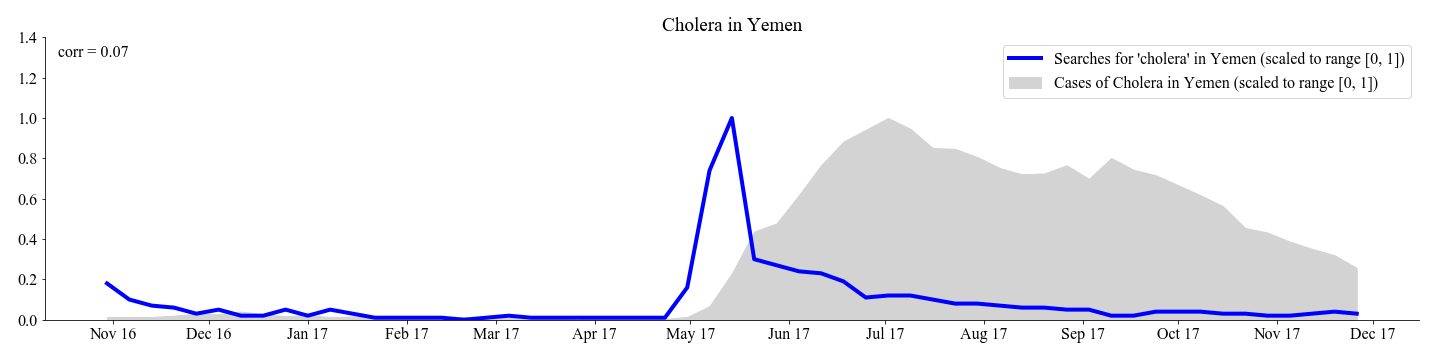 Cholera in Yemen
corr = 0.07
Searches for 'cholera' in Yemen (scaled to range [0, 1])
Cases of Cholera in Yemen (scaled to range [0, 1])
1.4
1.2
1.0
0.8
0.6
0.4
0.2
0.0
Nov 16 Dec 16 Jan 17 Feb 17 Mar 17 Apr 17 May 17 Jun 17 Jul 17 Aug 17 Sep 17 Oct 17 Nov 17 Dec 17